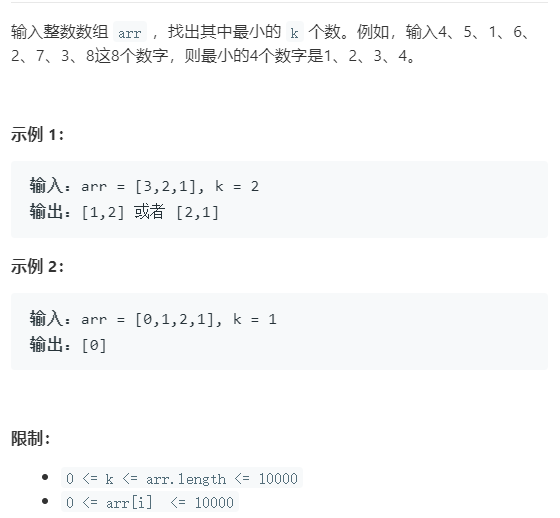 输入整数数组 arr ，找出其中最小的 k 个数。例如，输入4、5、1、6、
2、7、3、8这8个数字，则最小的4个数字是1、2、3、4。
示例 1：
输入：arr = [3,2,1], k = 2
输出：[1,2] 或者 [2,1]
示例 2：
输入：arr = [0,1,2,1], k = 1
输出：[0]
限制：
0 <= k <= arr.length <= 10000
0 <= arr[i] <= 10000